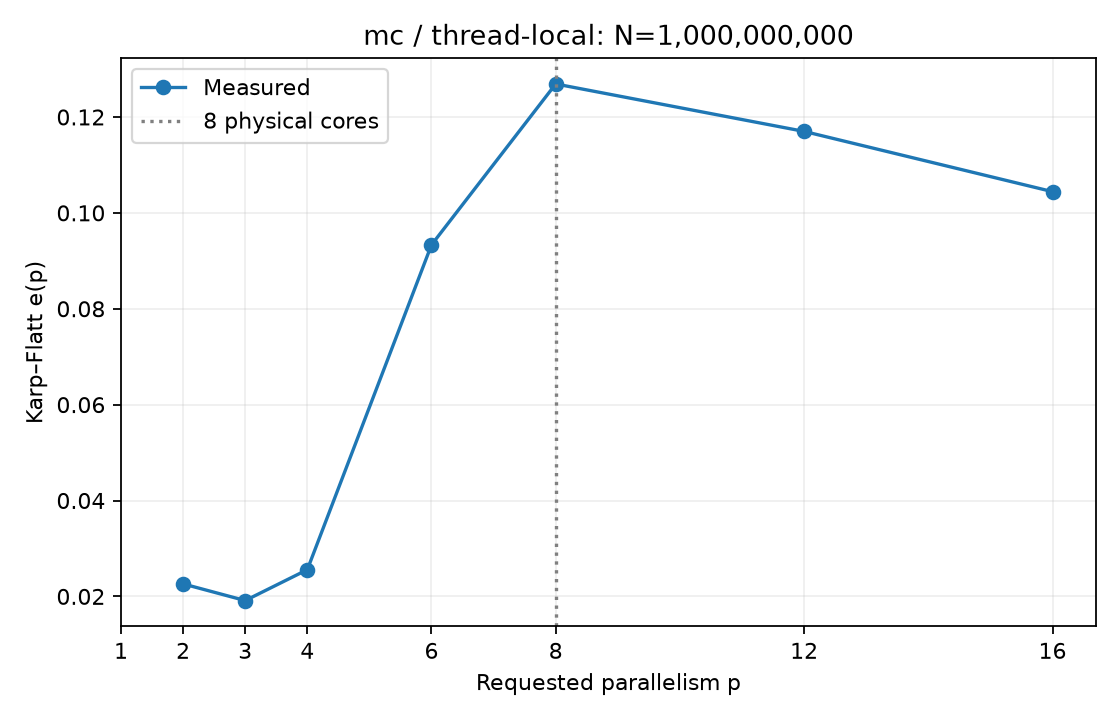 mc / thread-local: N=1,000,000,000
Measured
8 physical cores
Karp–Flatt e(p)
0.12
0.10
0.08
0.06
0.04
0.02
1 2 3 4 6 8 12 16
Requested parallelism p